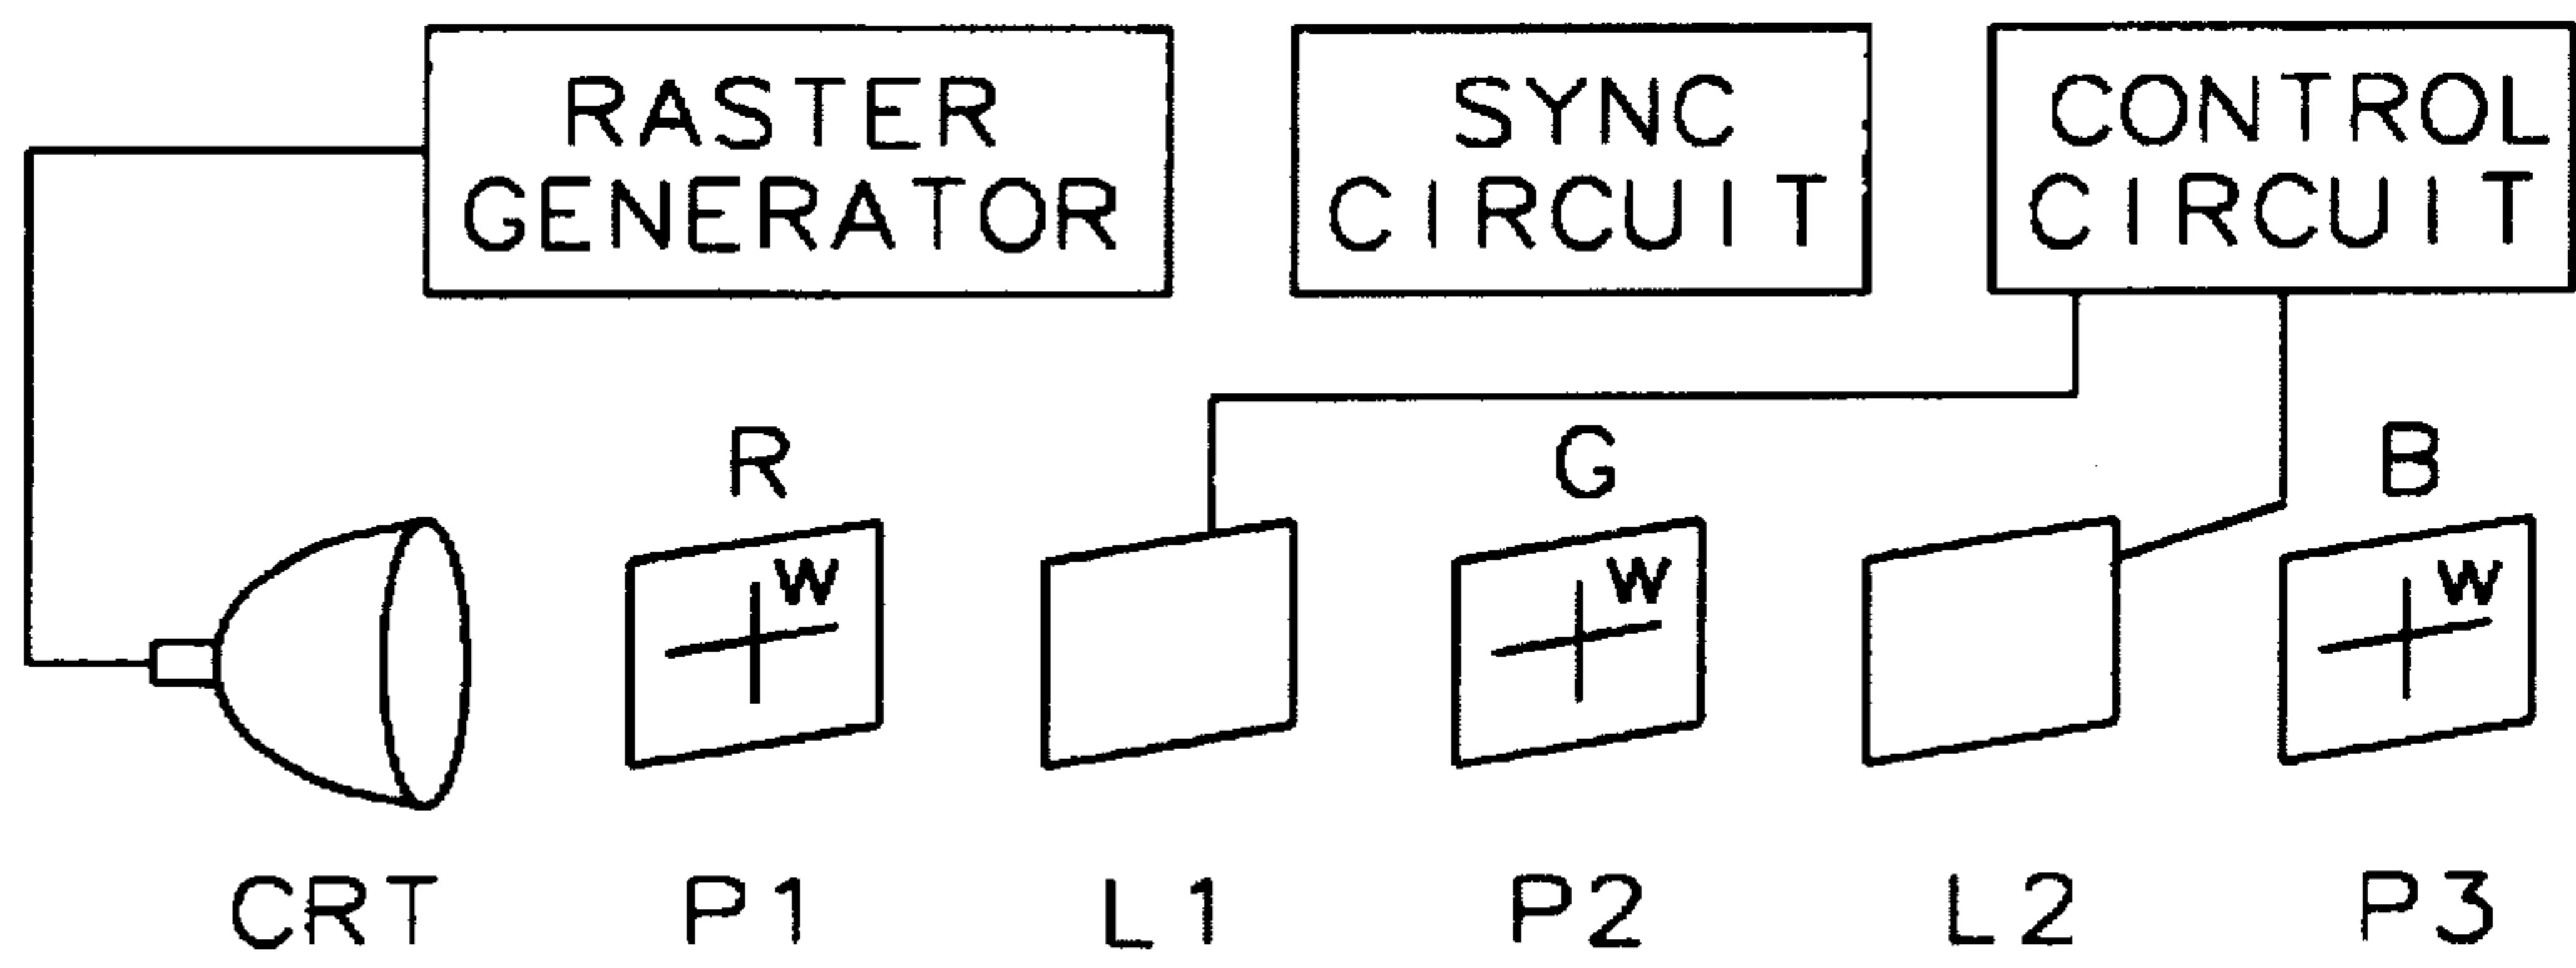 RASTER
GENERATOR
SYNC
CIRCUIT
CONTROL
CIRCUIT
R
G
B
W
W
W
CRT
P1
L1
P2
L2
P3